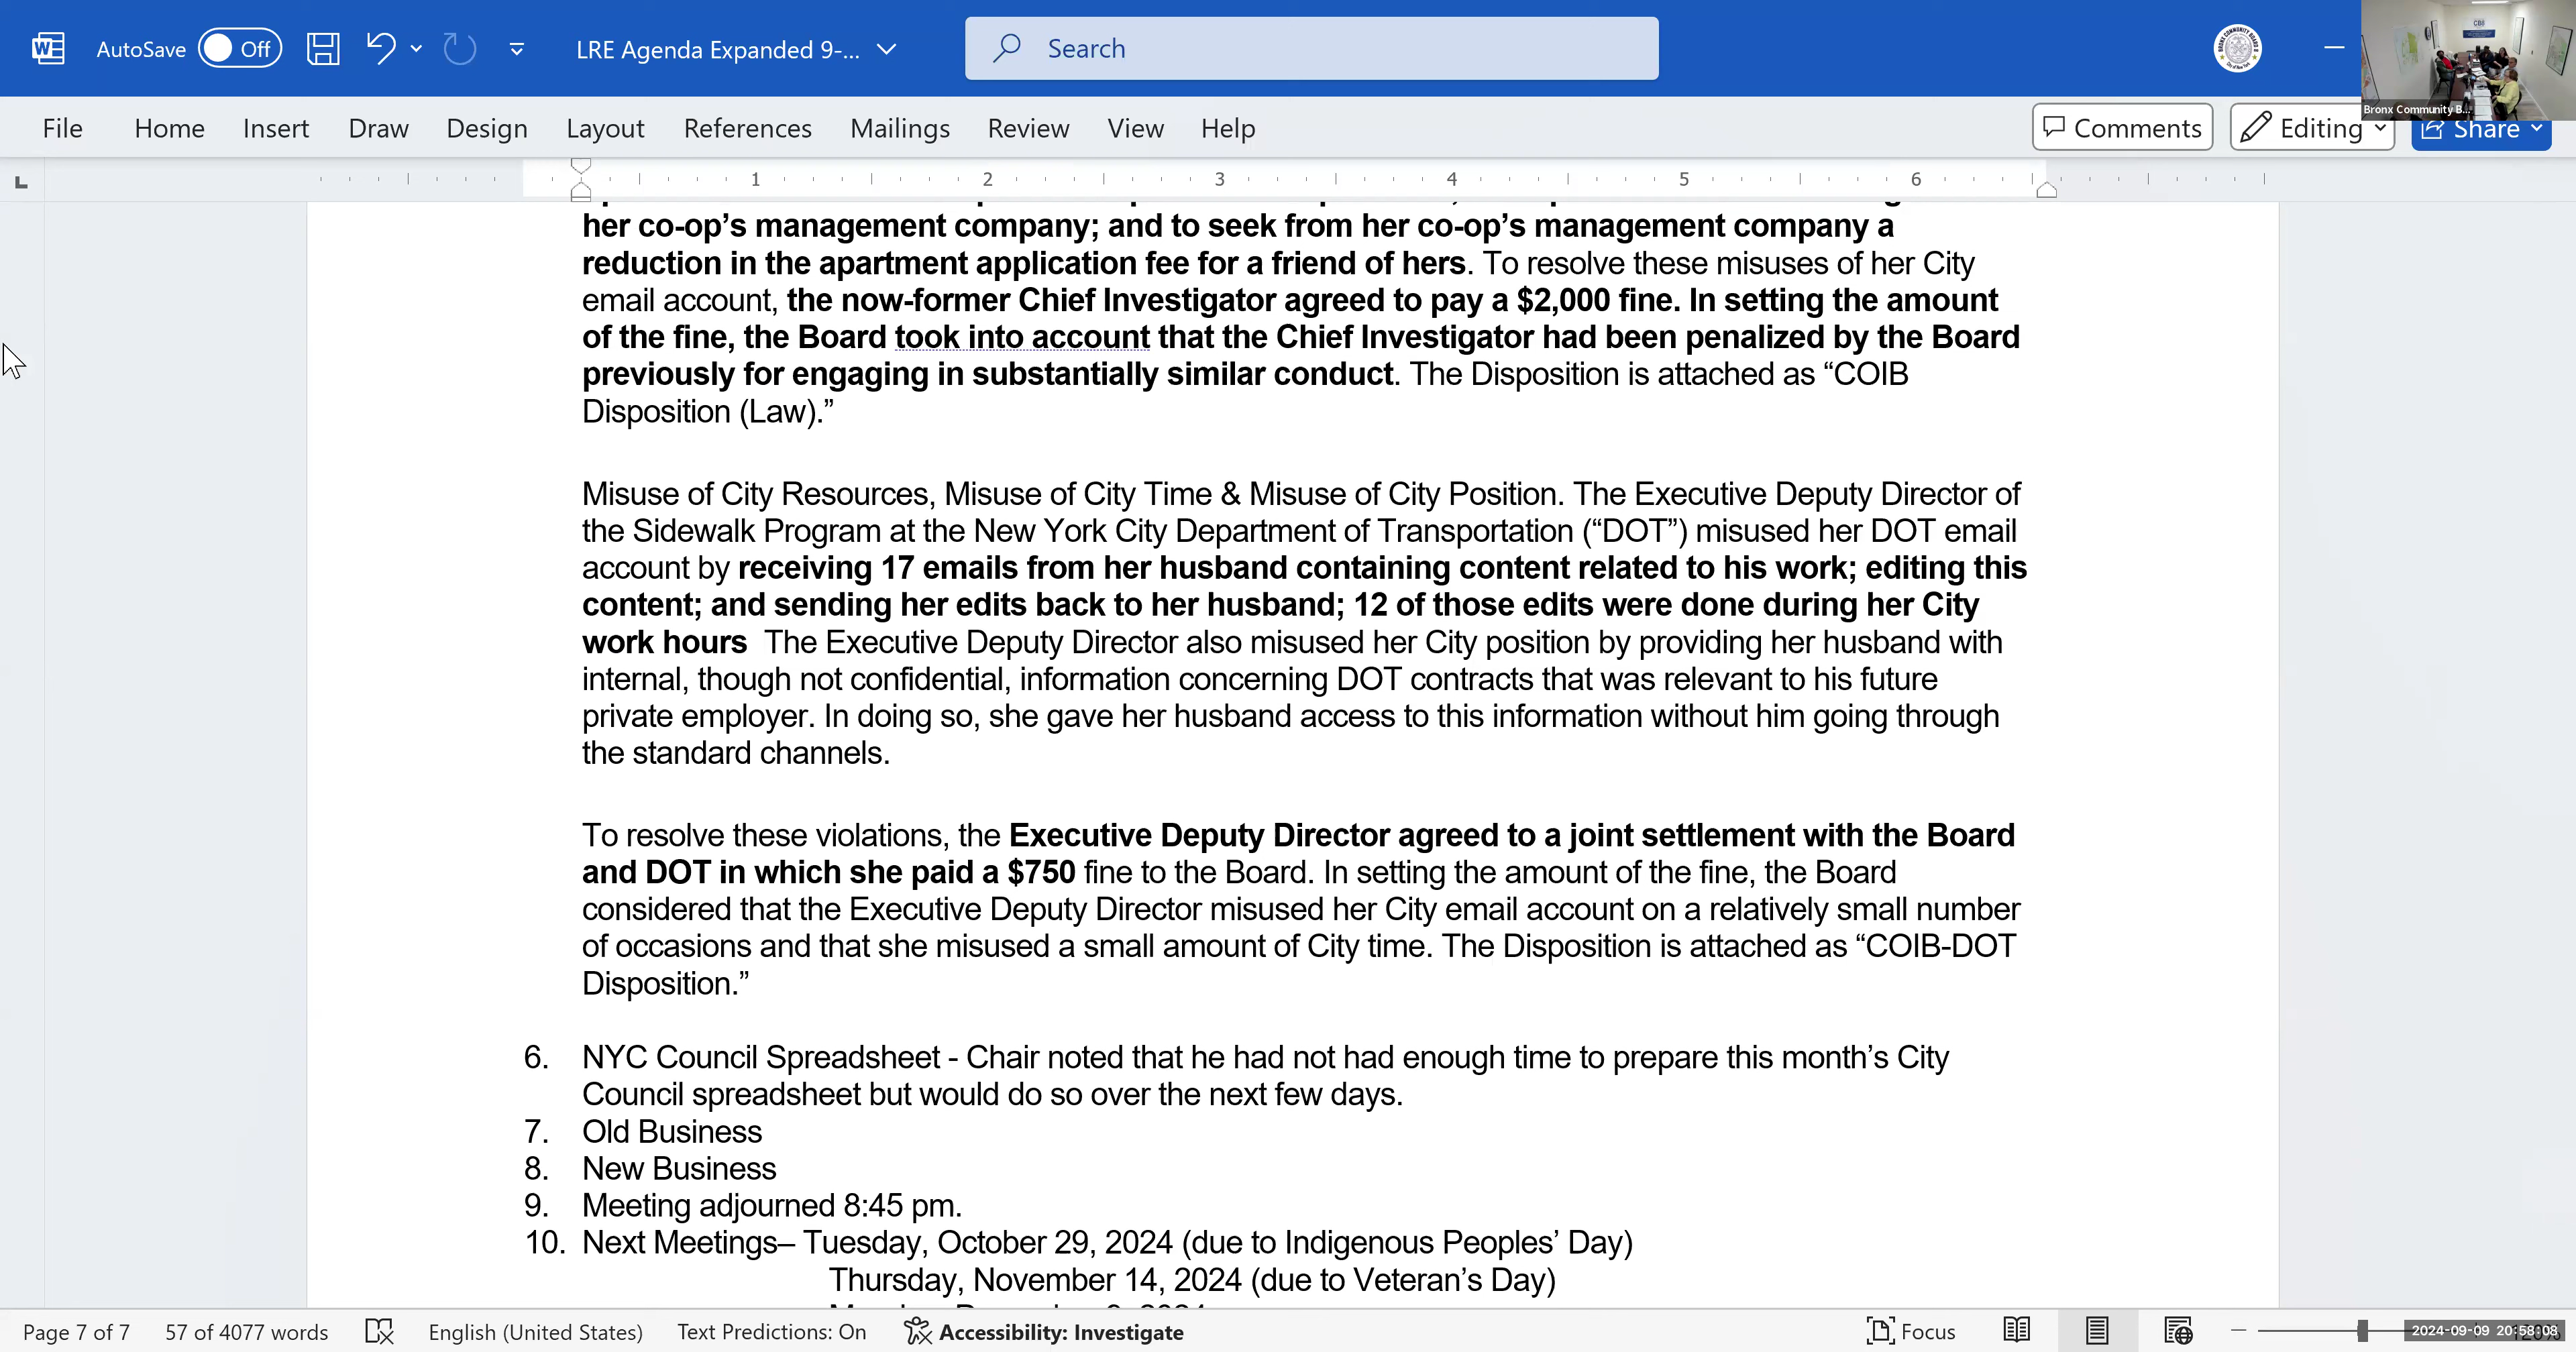 AutoSave Off LRE Agenda Expanded 9-... Search
Bronx Community B...
File Home Insert Draw Design Layout References Mailings Review View Help Comments Editing Share
1 2 3 4 5 6
her co-op’s management company; and to seek from her co-op’s management company a
reduction in the apartment application fee for a friend of hers. To resolve these misuses of her City
email account, the now-former Chief Investigator agreed to pay a $2,000 fine. In setting the amount
of the fine, the Board took into account that the Chief Investigator had been penalized by the Board
previously for engaging in substantially similar conduct. The Disposition is attached as “COIB
Disposition (Law).”
Misuse of City Resources, Misuse of City Time & Misuse of City Position. The Executive Deputy Director of
the Sidewalk Program at the New York City Department of Transportation (“DOT”) misused her DOT email
account by receiving 17 emails from her husband containing content related to his work; editing this
content; and sending her edits back to her husband; 12 of those edits were done during her City
work hours The Executive Deputy Director also misused her City position by providing her husband with
internal, though not confidential, information concerning DOT contracts that was relevant to his future
private employer. In doing so, she gave her husband access to this information without him going through
the standard channels.
To resolve these violations, the Executive Deputy Director agreed to a joint settlement with the Board
and DOT in which she paid a $750 fine to the Board. In setting the amount of the fine, the Board
considered that the Executive Deputy Director misused her City email account on a relatively small number
of occasions and that she misused a small amount of City time. The Disposition is attached as “COIB-DOT
Disposition.”
6. NYC Council Spreadsheet - Chair noted that he had not had enough time to prepare this month’s City
Council spreadsheet but would do so over the next few days.
7. Old Business
8. New Business
9. Meeting adjourned 8:45 pm.
10. Next Meetings– Tuesday, October 29, 2024 (due to Indigenous Peoples’ Day)
Thursday, November 14, 2024 (due to Veteran’s Day)
Page 7 of 7 57 of 4077 words English (United States) Text Predictions: On Accessibility: Investigate Focus
2024-09-09 20:58:08